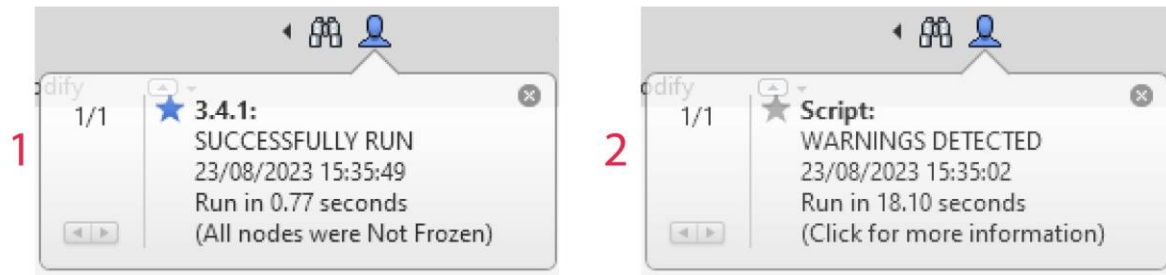 1
odify
1/1
3.4.1:
SUCCESSFULLY RUN
23/08/2023 15:35:49
Run in 0.77 seconds
(All nodes were Not Frozen)
2
odify
1/1
Script:
WARNINGS DETECTED
23/08/2023 15:35:02
Run in 18.10 seconds
(Click for more information)